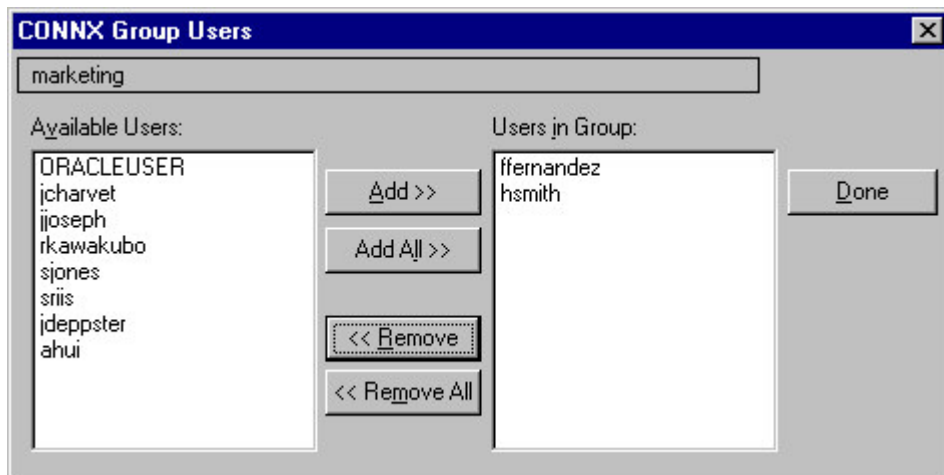 CONNX Group Users
marketing
Available Users:
ORACLEUSER
jcharvet
jjoseph
rkawakubo
sjones
sriis
jdeppster
ahui
Add >>
Add All >>
<< Remove
<< Remove All
Users in Group:
ffernandez
hsmith
Done